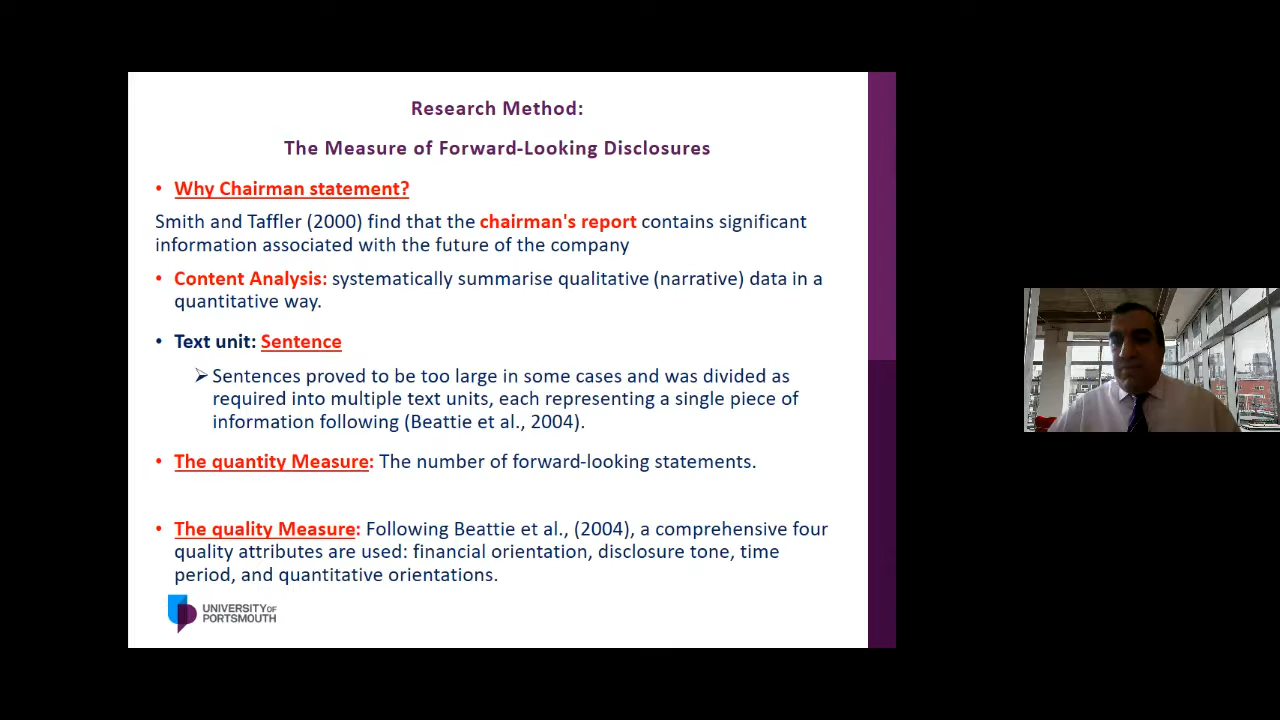 Research Method:
The Measure of Forward-Looking Disclosures
• Why Chairman statement?
Smith and Taffler (2000) find that the chairman's report contains significant
information associated with the future of the company
• Content Analysis: systematically summarise qualitative (narrative) data in a
quantitative way.
• Text unit: Sentence
➢ Sentences proved to be too large in some cases and was divided as
required into multiple text units, each representing a single piece of
information following (Beattie et al., 2004).
• The quantity Measure: The number of forward-looking statements.
• The quality Measure: Following Beattie et al., (2004), a comprehensive four
quality attributes are used: financial orientation, disclosure tone, time
period, and quantitative orientations.
UNIVERSITY OF
PORTSMOUTH